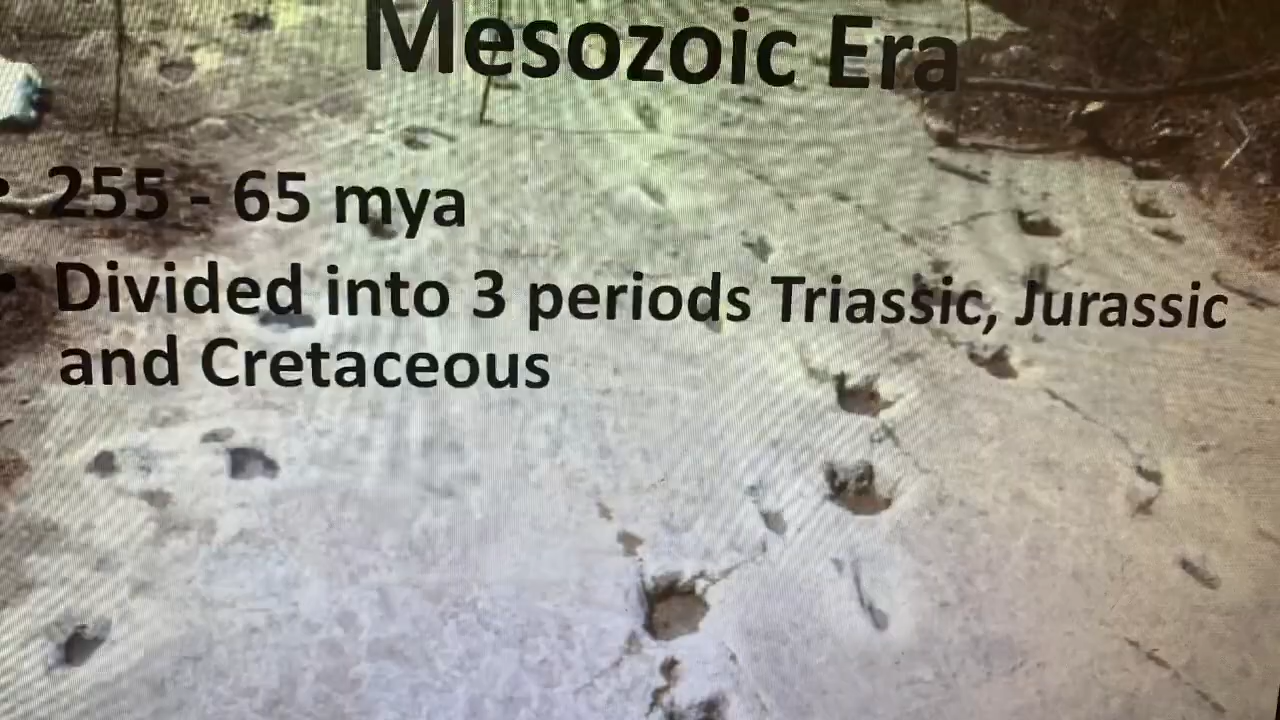 Mesozoic Era
• 255 - 65 mya
• Divided into 3 periods Triassic, Jurassic
and Cretaceous